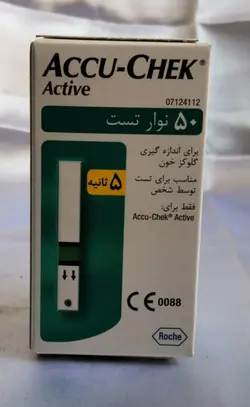 ACCU-CHEK®
Active
07124112
۵۰ نوار تست
برای اندازه گیری
گلوکز خون
مناسب برای تست
توسط شخص
۵ ثانیه
فقط برای:
Accu-Chek® Active
CE 0088
Roche